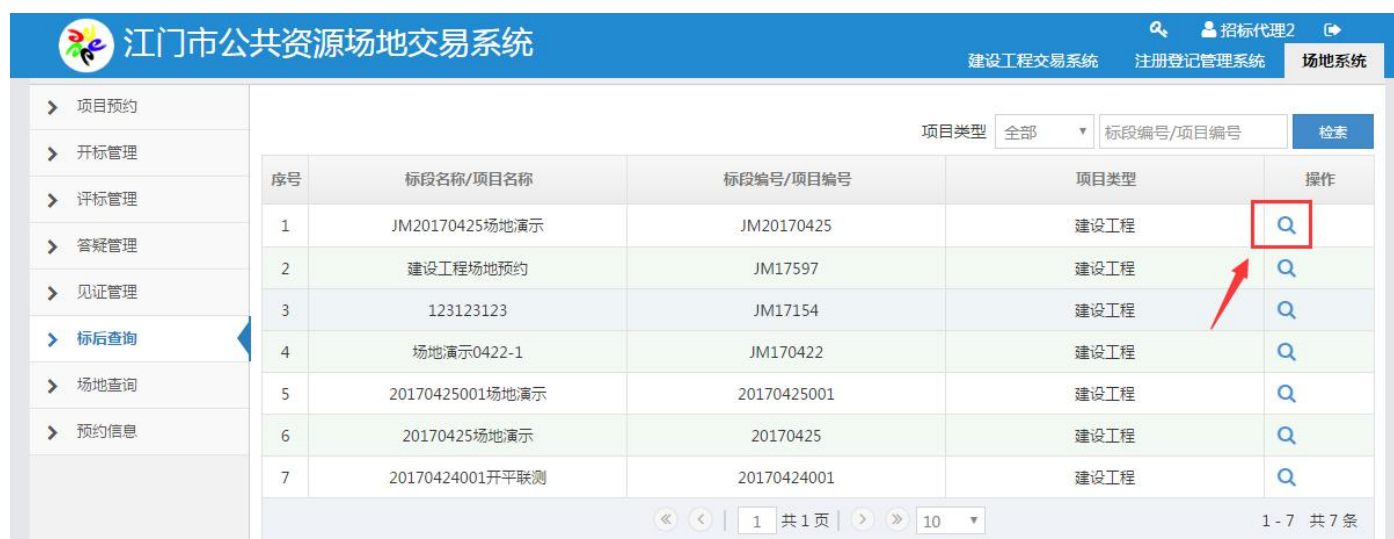 江门市公共资源场地交易系统
招标代理2
建设工程交易系统 注册登记管理系统 场地系统
项目预约
开标管理
评标管理
答疑管理
见证管理
标后查询
场地查询
预约信息
项目类型 全部 标段编号/项目编号 检索
序号 标段名称/项目名称 标段编号/项目编号 项目类型 操作
1 JM20170425场地演示 JM20170425 建设工程
2 建设工程场地预约 JM17597 建设工程
3 123123123 JM17154 建设工程
4 场地演示0422-1 JM170422 建设工程
5 20170425001场地演示 20170425001 建设工程
6 20170425场地演示 20170425 建设工程
7 20170424001开平联测 20170424001 建设工程
1 共1页 10 1 - 7 共7条